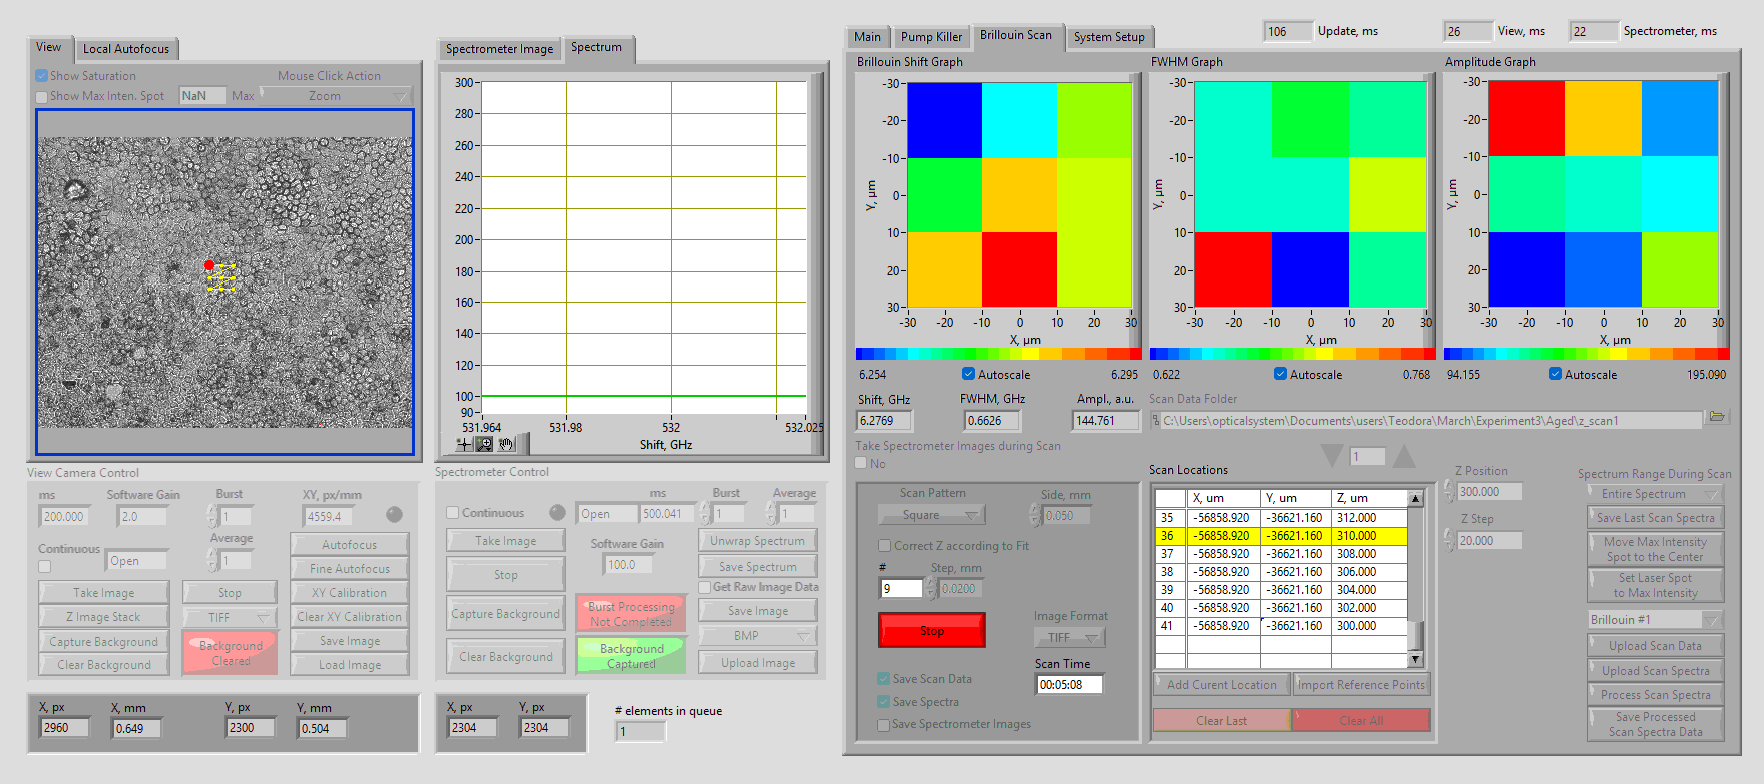 View
Local Autofocus
Show Saturation
Mouse Click Action
Show Max Inten. Spot
NaN
Max
Zoom
View Camera Control
ms
Software Gain
Burst
XY, px/mm
200.000
2.0
1
4559.4
Average
Continuous
Open
1
Autofocus
Fine Autofocus
Take Image
Stop
XY Calibration
Z Image Stack
TIFF
Clear XY Calibration
Capture Background
Background
Cleared
Save Image
Clear Background
Load Image
X, px
X, mm
Y, px
Y, mm
2960
0.649
2300
0.504
Spectrometer Image
Spectrum
300
280
260
240
220
200
180
160
140
120
100
90
531.964
531.98
532
532.025
Shift, GHz
Spectrometer Control
ms
Burst
Average
Continuous
Open
500.041
1
1
Take Image
Software Gain
Unwrap Spectrum
Stop
100.0
Save Spectrum
Get Raw Image Data
Capture Background
Burst Processing
Not Completed
Save Image
BMP
Clear Background
Background
Captured
Upload Image
X, px
Y, px
2304
2304
# elements in queue
1
106
Update, ms
26
View, ms
22
Spectrometer, ms
Main
Pump Killer
Brillouin Scan
System Setup
Brillouin Shift Graph
-30
-20
-10
0
10
20
30
Y, µm
-30
-20
-10
0
10
20
30
X, µm
6.254
Autoscale
6.295
FWHM Graph
-30
-20
-10
0
10
20
30
Y, µm
-30
-20
-10
0
10
20
30
X, µm
0.622
Autoscale
0.768
Amplitude Graph
-30
-20
-10
0
10
20
30
Y, µm
-30
-20
-10
0
10
20
30
X, µm
94.155
Autoscale
195.090
Shift, GHz
FWHM, GHz
Ampl., a.u.
Scan Data Folder
6.2769
0.6626
144.761
C:\Users\opticalsystem\Documents\users\Teodora\March\Experiment3\Aged\z_scan1
Take Spectrometer Images during Scan
No
Scan Pattern
Side, mm
Square
0.050
Correct Z according to Fit
#
Step, mm
9
0.0200
Stop
Image Format
TIFF
Scan Time
00:05:08
Save Scan Data
Save Spectra
Save Spectrometer Images
Scan Locations
1
X, um Y, um Z, um
35 -56858.920 -36621.160 312.000
36 -56858.920 -36621.160 310.000
37 -56858.920 -36621.160 308.000
38 -56858.920 -36621.160 306.000
39 -56858.920 -36621.160 304.000
40 -56858.920 -36621.160 302.000
41 -56858.920 -36621.160 300.000
Add Curent Location
Import Reference Points
Clear Last
Clear All
Z Position
300.000
Z Step
20.000
Spectrum Range During Scan
Entire Spectrum
Save Last Scan Spectra
Move Max Intensity
Spot to the Center
Set Laser Spot
to Max Intensity
Brillouin #1
Upload Scan Data
Upload Scan Spectra
Process Scan Spectra
Save Processed
Scan Spectra Data